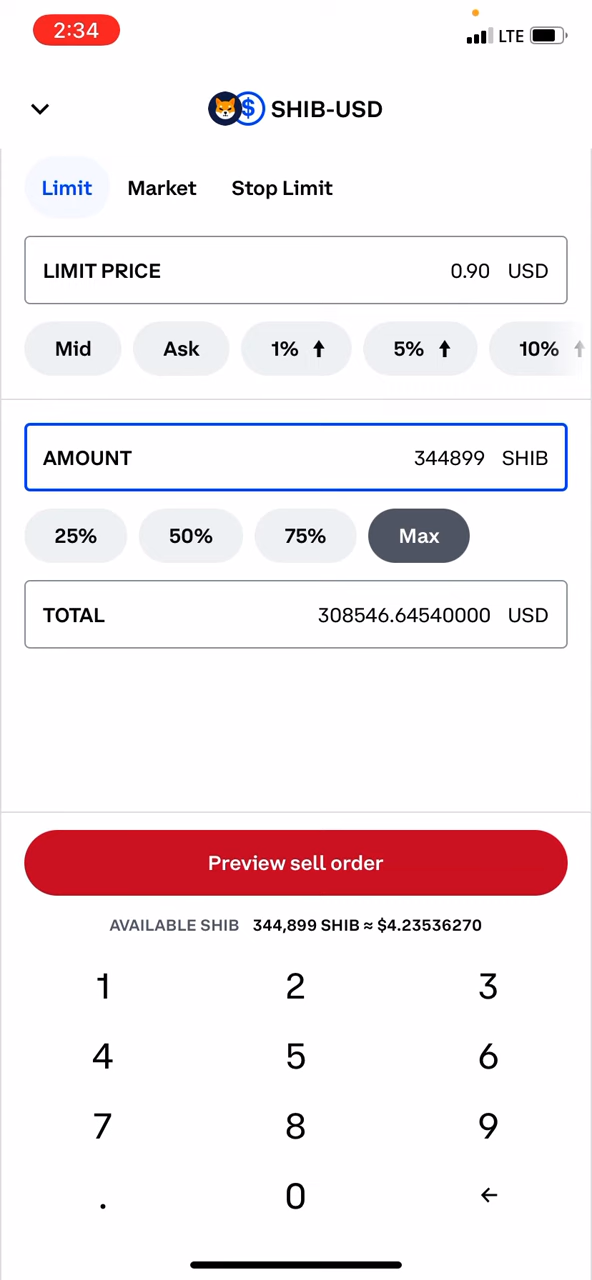 2:34
LTE
$ SHIB-USD
Limit Market Stop Limit
LIMIT PRICE 0.90 USD
Mid Ask 1% ↑ 5% ↑ 10% ↑
AMOUNT 344899 SHIB
25% 50% 75% Max
TOTAL 308546.64540000 USD
Preview sell order
AVAILABLE SHIB 344,899 SHIB ≈ $4.23536270
1 2 3
4 5 6
7 8 9
. 0 ←